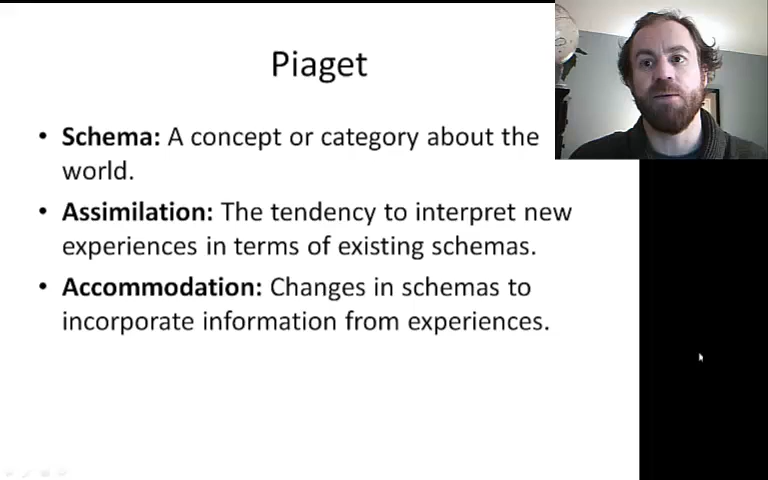 Piaget
• Schema: A concept or category about the
world.
• Assimilation: The tendency to interpret new
experiences in terms of existing schemas.
• Accommodation: Changes in schemas to
incorporate information from experiences.